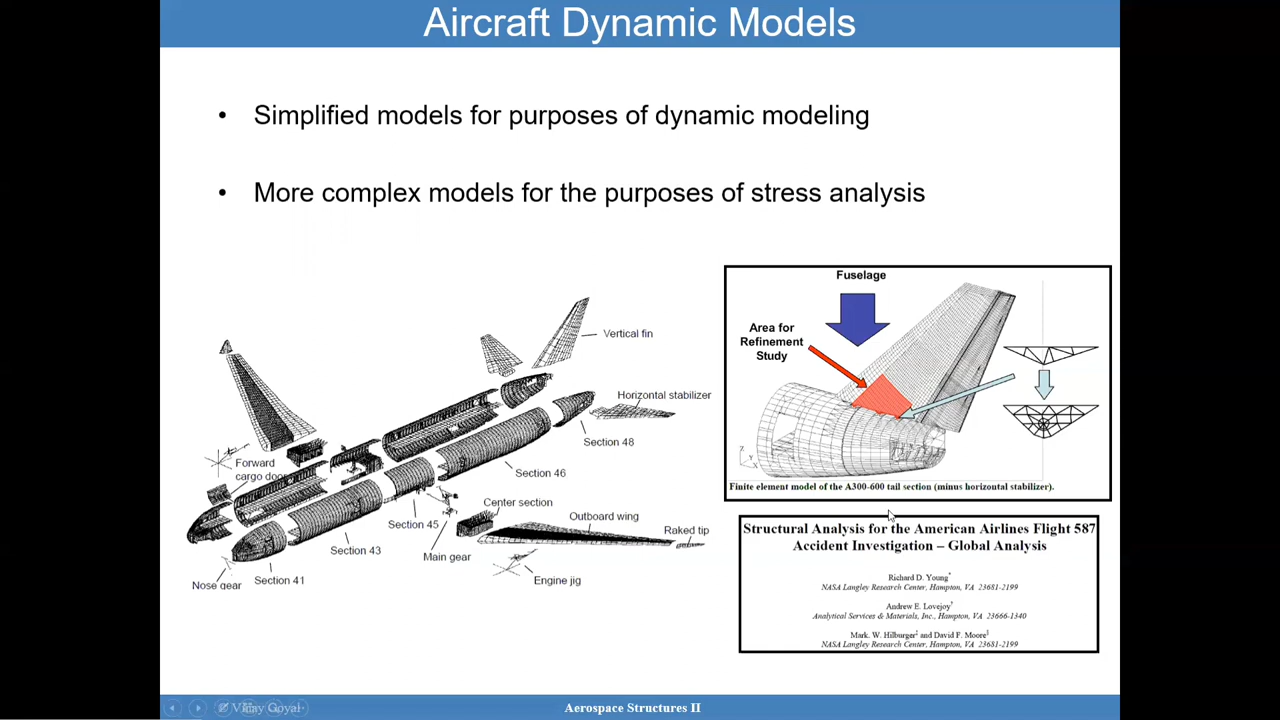 Aircraft Dynamic Models
• Simplified models for purposes of dynamic modeling
• More complex models for the purposes of stress analysis
Vertical fin
Horizontal stabilizer
Section 48
Section 46
Forward
cargo door
Center section
Section 45
Outboard wing
Raked tip
Section 43
Main gear
Engine jig
Section 41
Nose gear
Fuselage
Area for
Refinement
Study
Z
Y
X
Finite element model of the A300-600 tail section (minus horizontal stabilizer).
Structural Analysis for the American Airlines Flight 587
Accident Investigation – Global Analysis
Richard D. Young*
NASA Langley Research Center, Hampton, VA 23681-2199
Andrew E. Lovejoy†
Analytical Services & Materials, Inc., Hampton, VA 23666-1340
Mark. W. Hilburger‡ and David F. Moore§
NASA Langley Research Center, Hampton, VA 23681-2199
Vinay Goyal
Aerospace Structures II